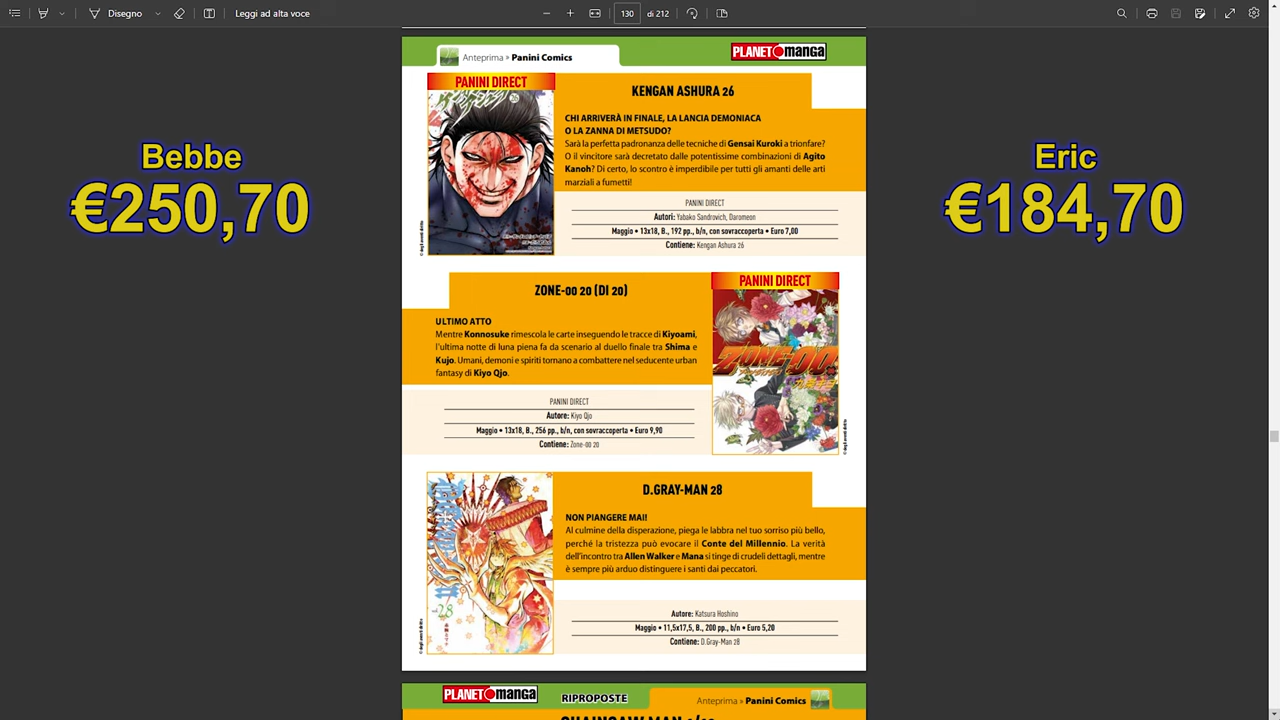 Disegno
Leggi ad alta voce
130
di 212
Anteprima » Panini Comics
PLANET manga
PANINI DIRECT
KENGAN ASHURA 26
26
CHI ARRIVERÀ IN FINALE, LA LANCIA DEMONIACA
O LA ZANNA DI METSUDO?
Sarà la perfetta padronanza delle tecniche di Gensai Kuroki a trionfare?
O il vincitore sarà decretato dalle potentissime combinazioni di Agito
Kanoh? Di certo, lo scontro è imperdibile per tutti gli amanti delle arti
marziali a fumetti!
PANINI DIRECT
Autori: Yabako Sandrovich, Daromeon
Maggio • 13x18, B., 192 pp., b/n, con sovraccoperta • Euro 7,00
Contiene: Kengan Ashura 26
Bebbe
€250,70
Eric
€184,70
ZONE-00 20 (DI 20)
ULTIMO ATTO
Mentre Konnosuke rimescola le carte inseguendo le tracce di Kiyoami,
l'ultima notte di luna piena fa da scenario al duello finale tra Shima e
Kujo. Umani, demoni e spiriti tornano a combattere nel seducente urban
fantasy di Kiyo Qjo.
PANINI DIRECT
Autore: Kiyo Qjo
Maggio • 13x18, B., 256 pp., b/n, con sovraccoperta • Euro 9,90
Contiene: Zone-00 20
PANINI DIRECT
ZONE-00
D.GRAY-MAN 28
28
NON PIANGERE MAI!
Al culmine della disperazione, piega le labbra nel tuo sorriso più bello,
perché la tristezza può evocare il Conte del Millennio. La verità
dell'incontro tra Allen Walker e Mana si tinge di crudeli dettagli, mentre
è sempre più arduo distinguere i santi dai peccatori.
Autore: Katsura Hoshino
Maggio • 11,5x17,5, B., 200 pp., b/n • Euro 5,20
Contiene: D.Gray-Man 28
PLANET manga
RIPROPOSTE
Anteprima » Panini Comics